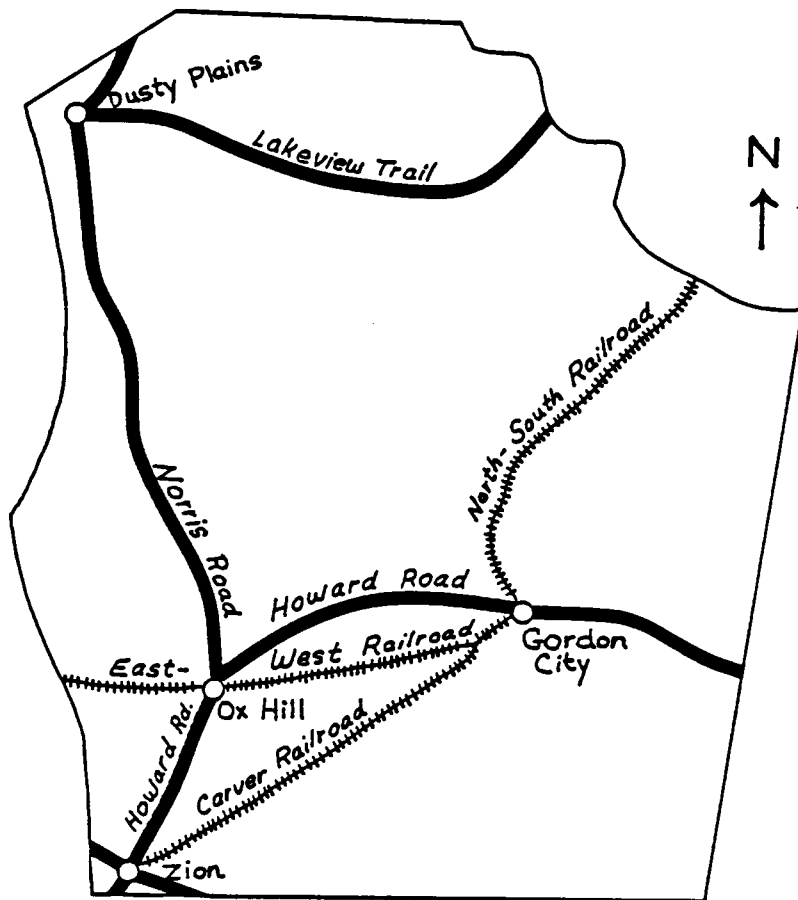 Dusty Plains
Lakeview Trail
N
North-South Railroad
Norris Road
Howard Road
Gordon
City
East-West Railroad
Ox Hill
Howard Rd.
Carver Railroad
Zion